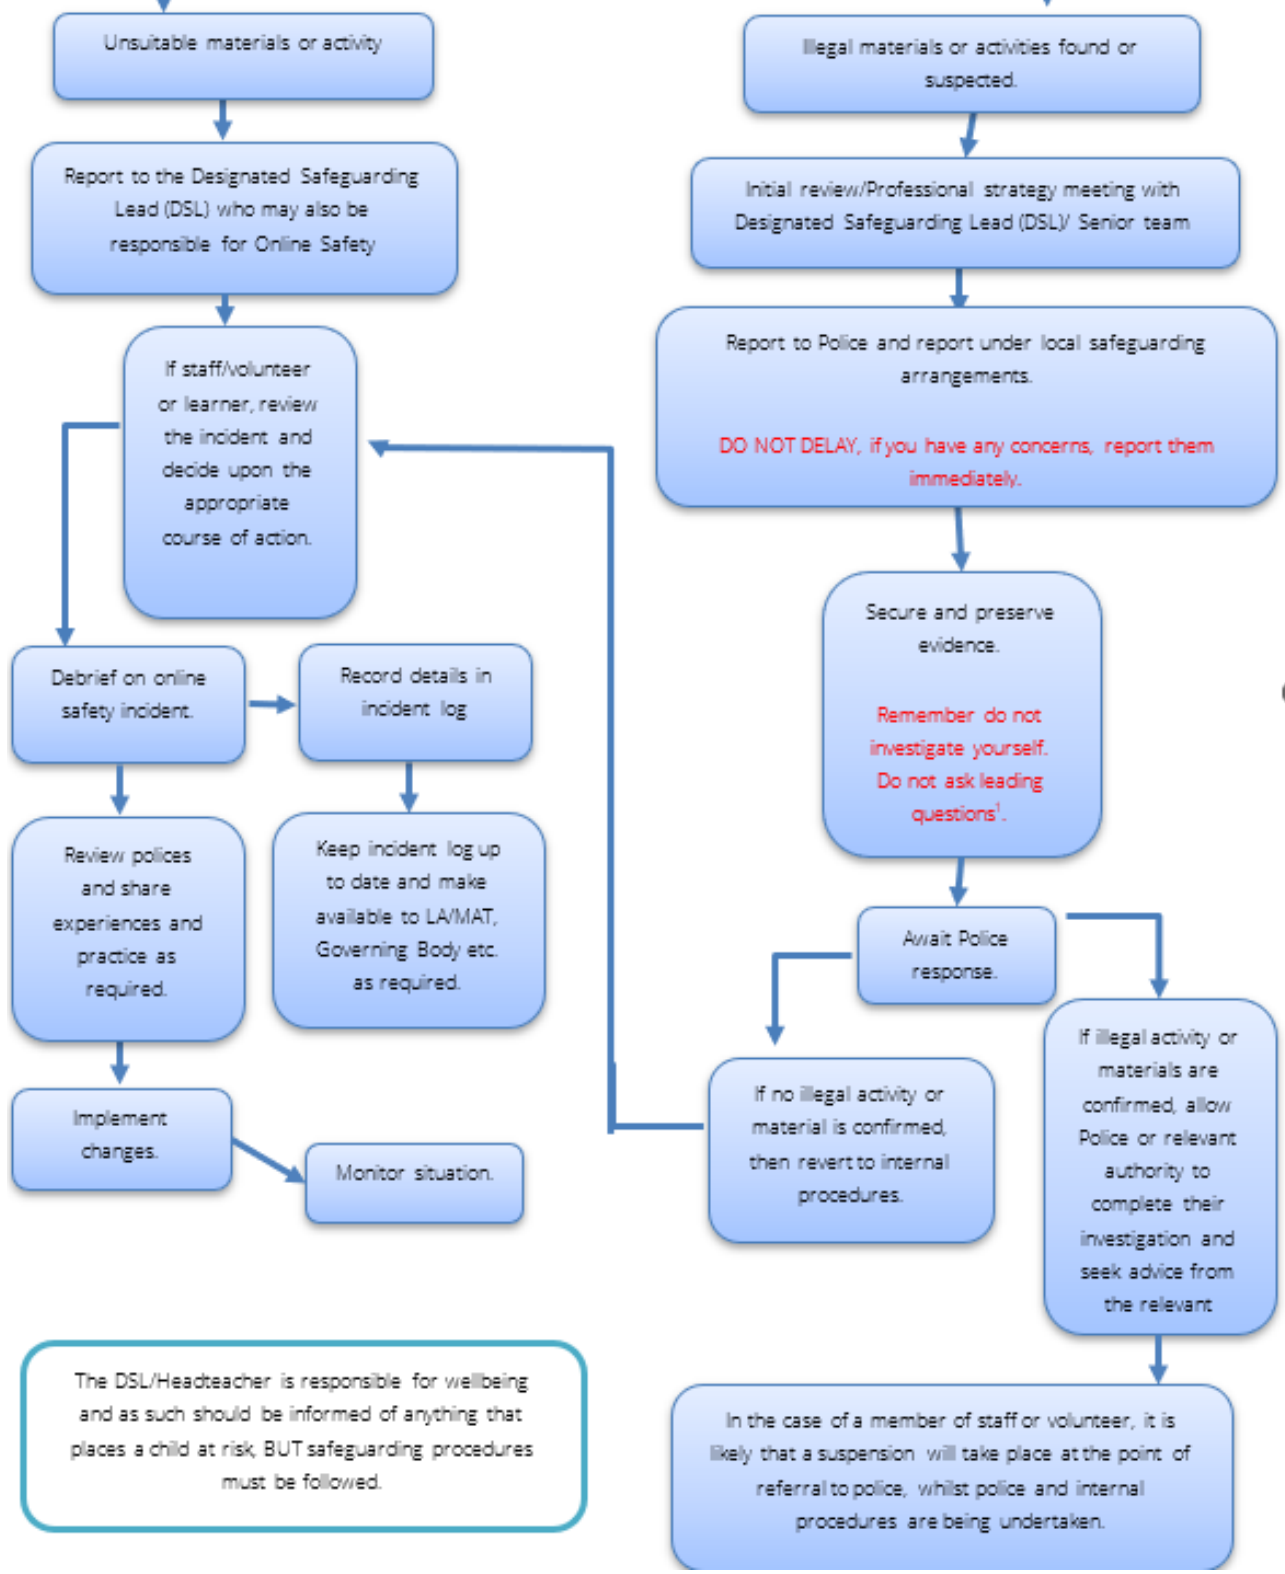 Unsuitable materials or activity
Report to the Designated Safeguarding
Lead (DSL) who may also be
responsible for Online Safety
If staff/volunteer
or learner, review
the incident and
decide upon the
appropriate
course of action.
Debrief on online
safety incident.
Record details in
incident log
Review polices
and share
experiences and
practice as
required.
Keep incident log up
to date and make
available to LA/MAT,
Governing Body etc.
as required.
Implement
changes.
Monitor situation.
The DSL/Headteacher is responsible for wellbeing
and as such should be informed of anything that
places a child at risk, BUT safeguarding procedures
must be followed.
Illegal materials or activities found or
suspected.
Initial review/Professional strategy meeting with
Designated Safeguarding Lead (DSL)/ Senior team
Report to Police and report under local safeguarding
arrangements.
DO NOT DELAY, if you have any concerns, report them
immediately.
Secure and preserve
evidence.
Remember do not
investigate yourself.
Do not ask leading
questions¹.
Await Police
response.
If no illegal activity or
material is confirmed,
then revert to internal
procedures.
If illegal activity or
materials are
confirmed, allow
Police or relevant
authority to
complete their
investigation and
seek advice from
the relevant
In the case of a member of staff or volunteer, it is
likely that a suspension will take place at the point of
referral to police, whilst police and internal
procedures are being undertaken.